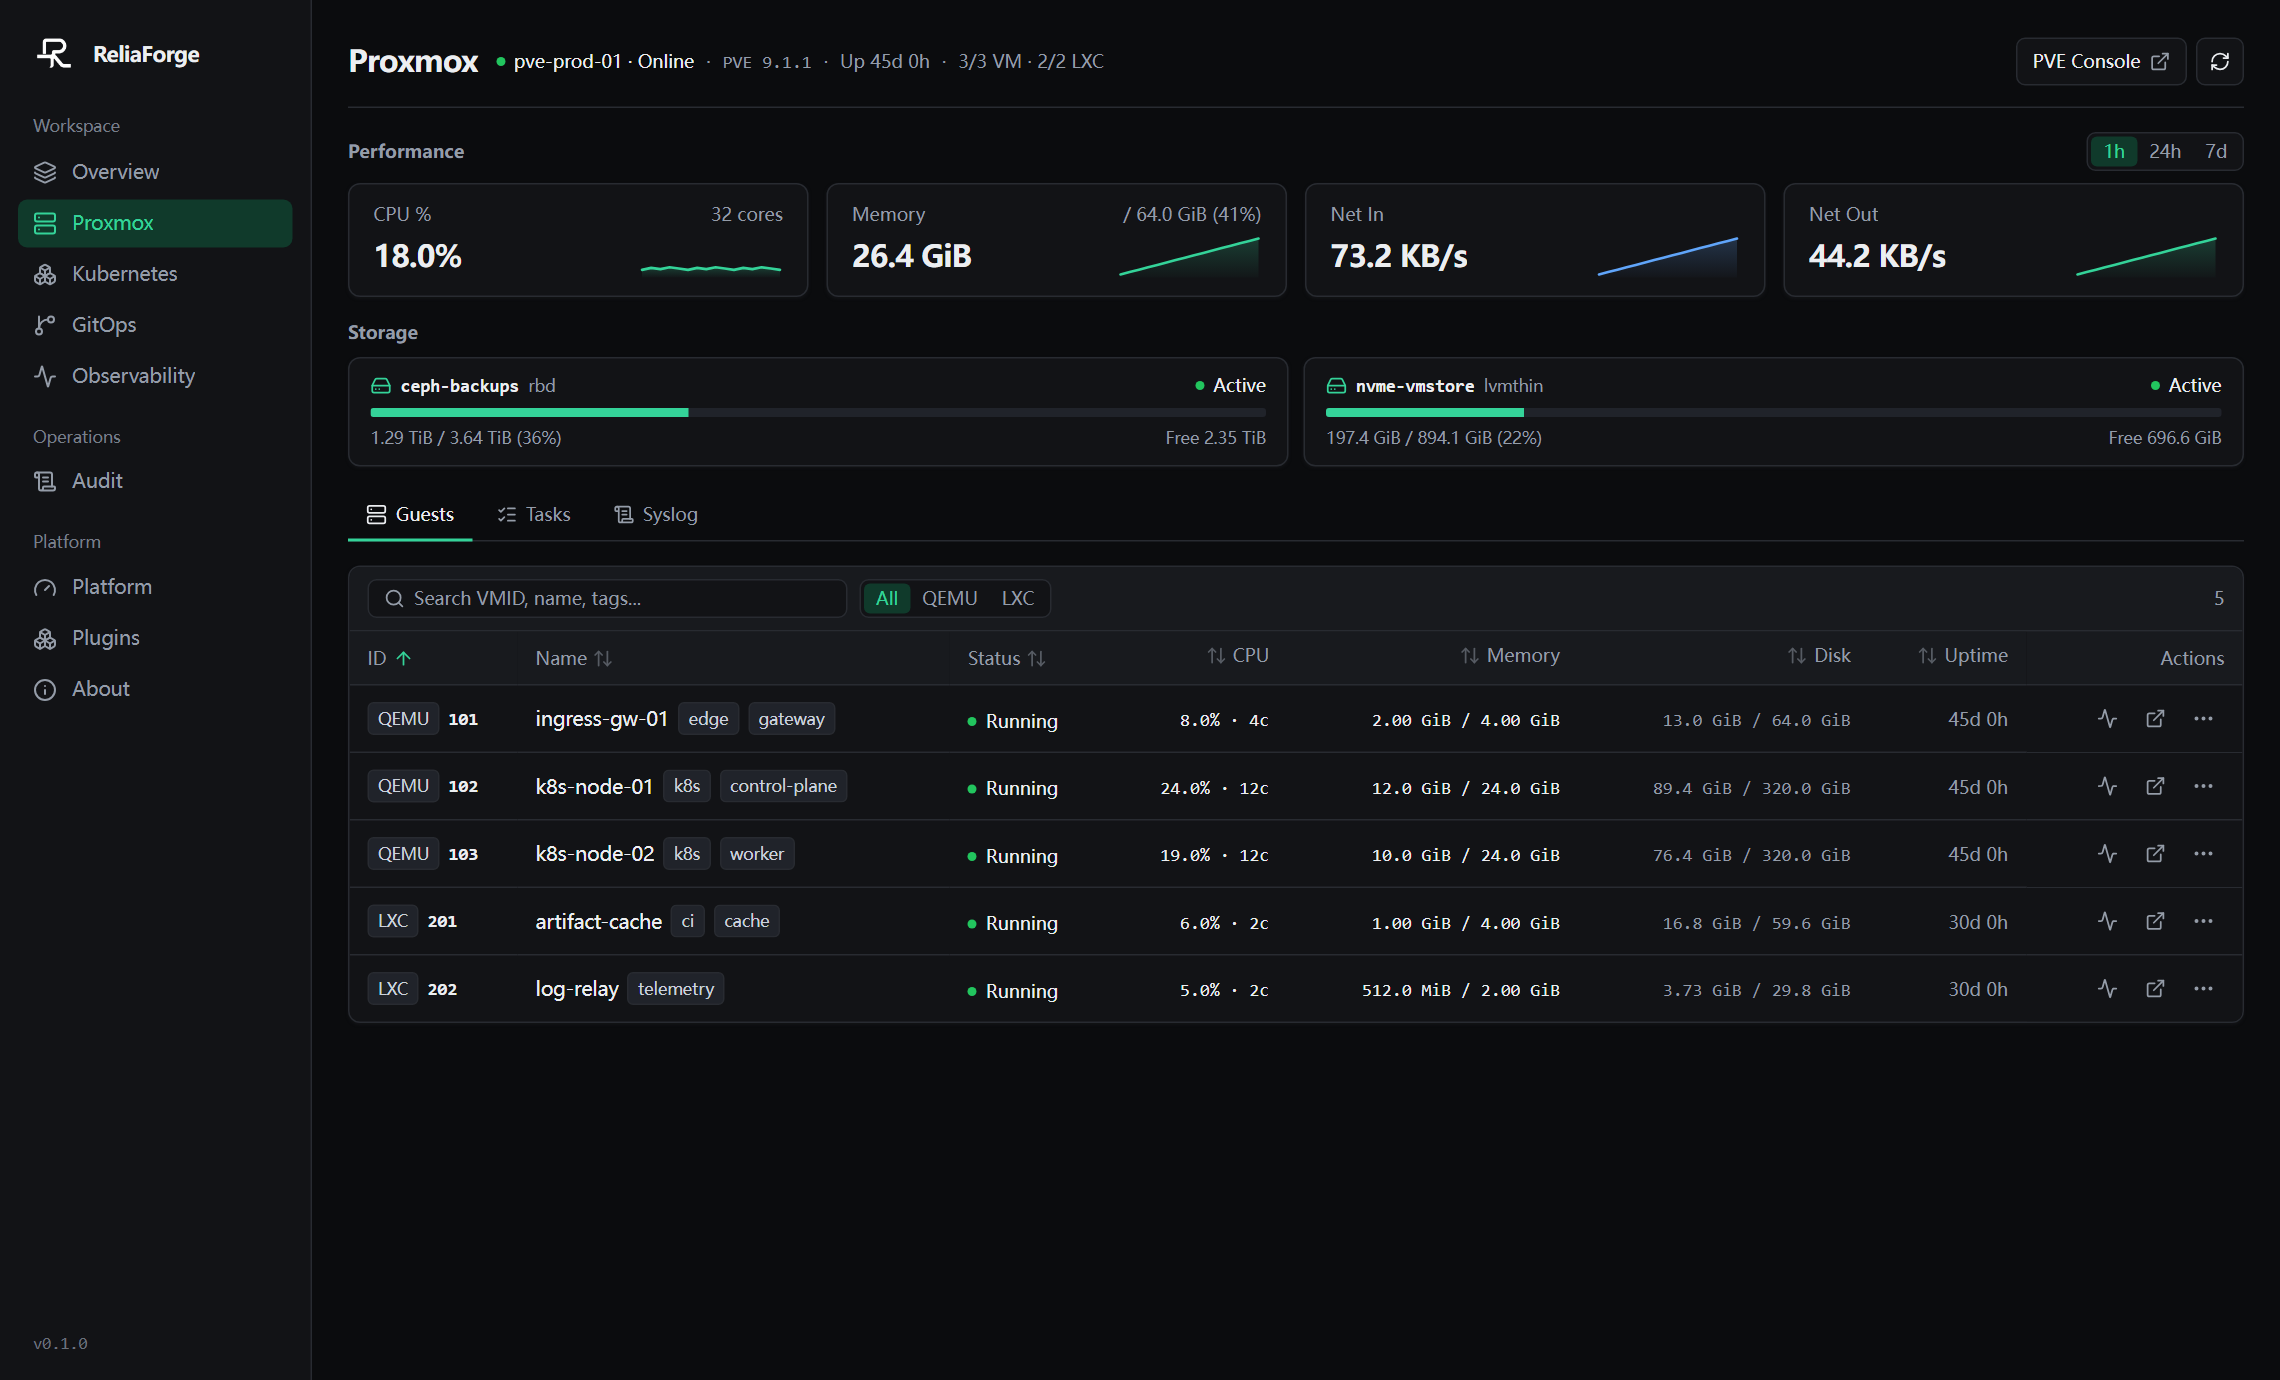 ReliaForge
Workspace
Overview
Proxmox
Kubernetes
GitOps
Observability
Operations
Audit
Platform
Platform
Plugins
About
v0.1.0
Proxmox pve-prod-01 · Online · PVE 9.1.1 · Up 45d 0h · 3/3 VM · 2/2 LXC
PVE Console
Performance
1h 24h 7d
CPU % 32 cores
18.0%
Memory / 64.0 GiB (41%)
26.4 GiB
Net In
73.2 KB/s
Net Out
44.2 KB/s
Storage
ceph-backups rbd Active
1.29 TiB / 3.64 TiB (36%) Free 2.35 TiB
nvme-vmstore lvmthin Active
197.4 GiB / 894.1 GiB (22%) Free 696.6 GiB
Guests Tasks Syslog
Search VMID, name, tags... All QEMU LXC 5
ID Name Status CPU Memory Disk Uptime Actions
QEMU 101 ingress-gw-01 edge gateway Running 8.0% · 4c 2.00 GiB / 4.00 GiB 13.0 GiB / 64.0 GiB 45d 0h
QEMU 102 k8s-node-01 k8s control-plane Running 24.0% · 12c 12.0 GiB / 24.0 GiB 89.4 GiB / 320.0 GiB 45d 0h
QEMU 103 k8s-node-02 k8s worker Running 19.0% · 12c 10.0 GiB / 24.0 GiB 76.4 GiB / 320.0 GiB 45d 0h
LXC 201 artifact-cache ci cache Running 6.0% · 2c 1.00 GiB / 4.00 GiB 16.8 GiB / 59.6 GiB 30d 0h
LXC 202 log-relay telemetry Running 5.0% · 2c 512.0 MiB / 2.00 GiB 3.73 GiB / 29.8 GiB 30d 0h